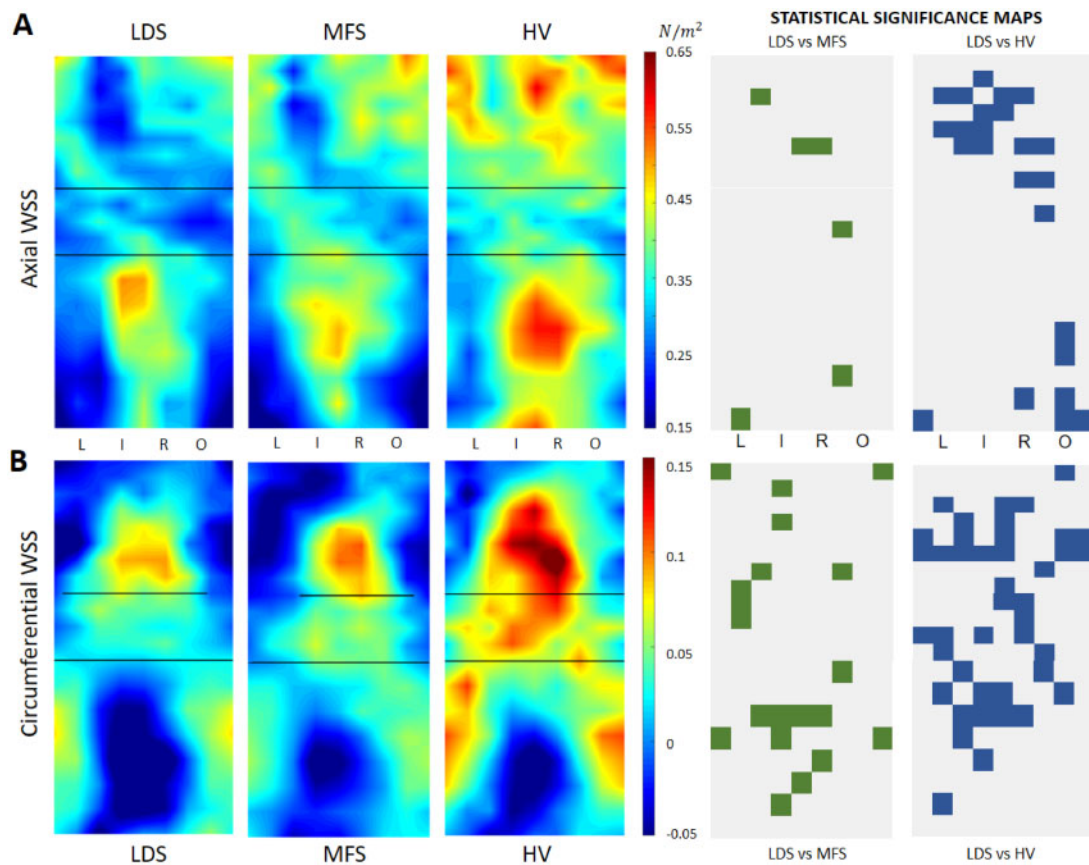 A
LDS
MFS
HV
N/m²
STATISTICAL SIGNIFICANCE MAPS
LDS vs MFS
LDS vs HV
Axial WSS
0.65
0.55
0.45
0.35
0.25
0.15
L I R O
L I R O
L I R O
L I R O
L I R O
B
Circumferential WSS
0.15
0.1
0.05
0
-0.05
LDS
MFS
HV
LDS vs MFS
LDS vs HV